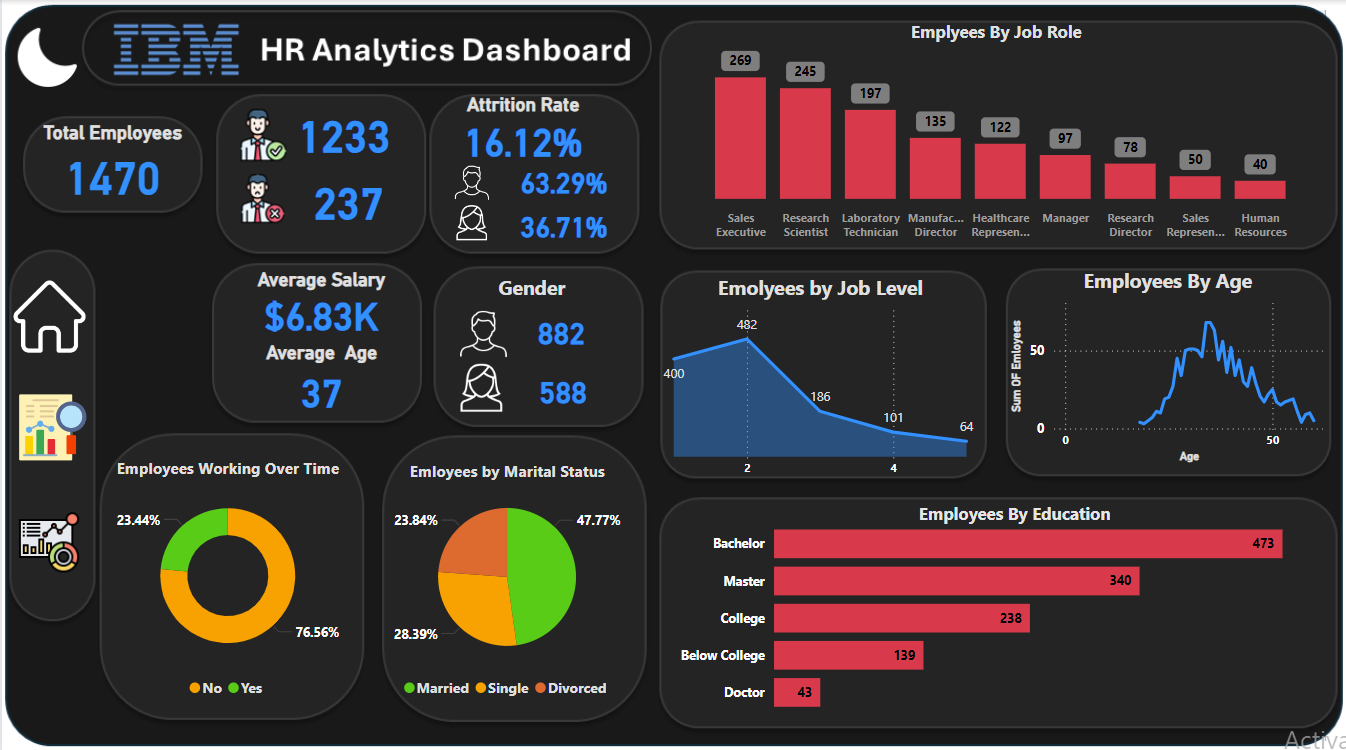 IBM
HR Analytics Dashboard
Total Employees
1470
1233
237
Attrition Rate
16.12%
63.29%
36.71%
Average Salary
$6.83K
Average Age
37
Gender
882
588
Emplyees By Job Role
269
245
197
135
122
97
78
50
40
Sales
Executive
Research
Scientist
Laboratory
Technician
Manufac...
Director
Healthcare
Represen...
Manager
Research
Director
Sales
Represen...
Human
Resources
Emolyees by Job Level
400
482
186
101
64
2
4
Employees By Age
Sum OF Emloyees
50
0
0
50
Age
Employees Working Over Time
23.44%
76.56%
No
Yes
Emloyees by Marital Status
23.84%
47.77%
28.39%
Married
Single
Divorced
Employees By Education
Bachelor
473
Master
340
College
238
Below College
139
Doctor
43
Activa